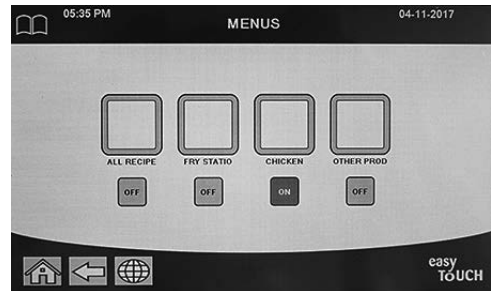 05:35 PM
MENUS
04-11-2017
ALL RECIPE FRY STATIO CHICKEN OTHER PROD
OFF OFF ON OFF
easy
TOUCH